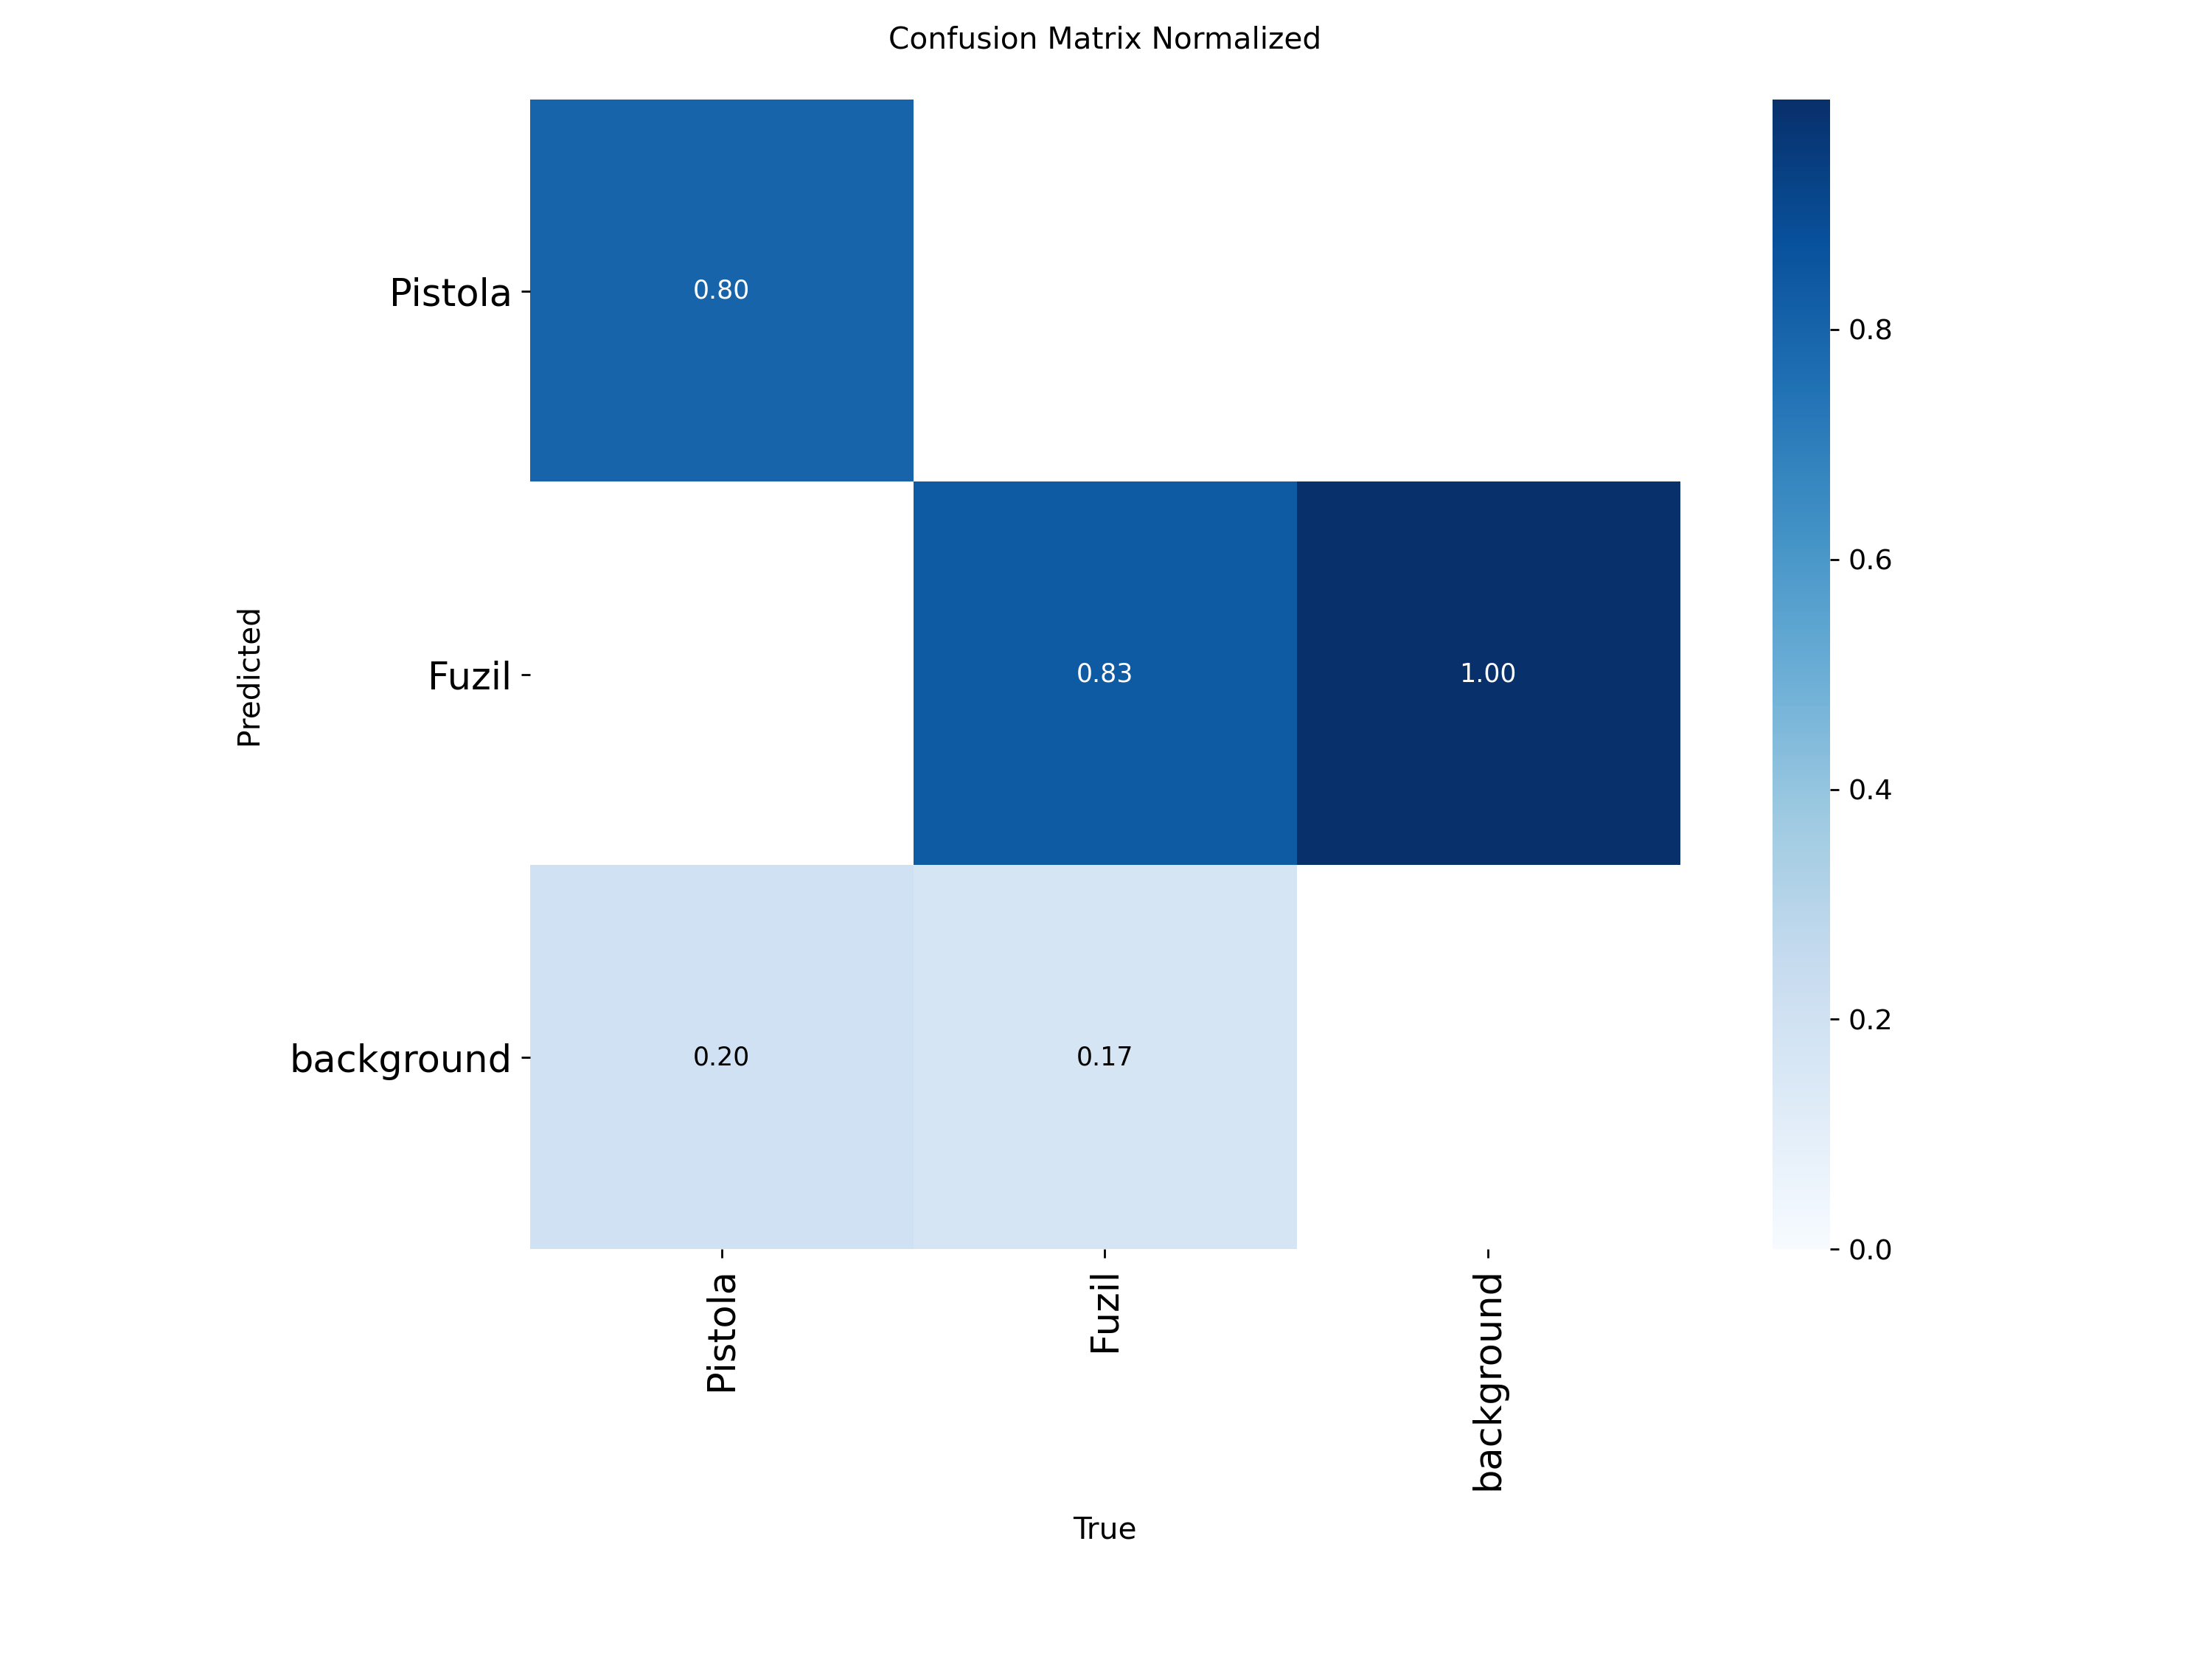 Confusion Matrix Normalized
Predicted
Pistola
0.80
Fuzil
0.83
1.00
background
0.20
0.17
Pistola
Fuzil
background
True
0.8
0.6
0.4
0.2
0.0